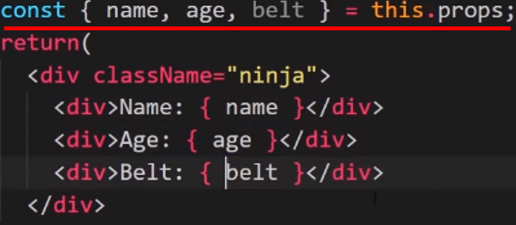 const { name, age, belt } = this.props;
return(
<div className="ninja">
<div>Name: { name }</div>
<div>Age: { age }</div>
<div>Belt: { belt }</div>
</div>